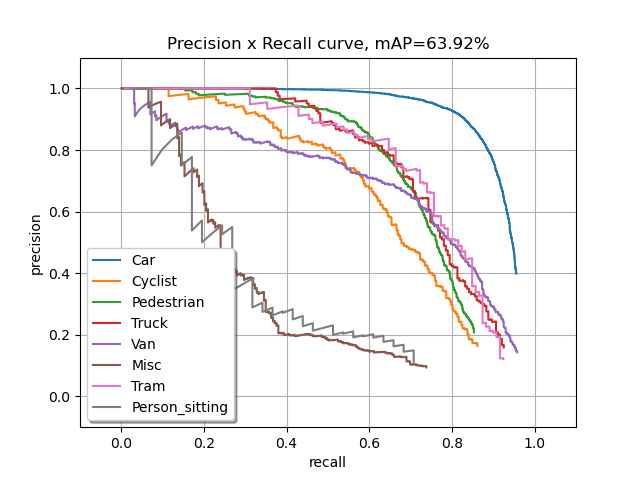 Precision x Recall curve, mAP=63.92%
precision
1.0
0.8
0.6
0.4
0.2
0.0
Car
Cyclist
Pedestrian
Truck
Van
Misc
Tram
Person_sitting
0.0 0.2 0.4 0.6 0.8 1.0
recall